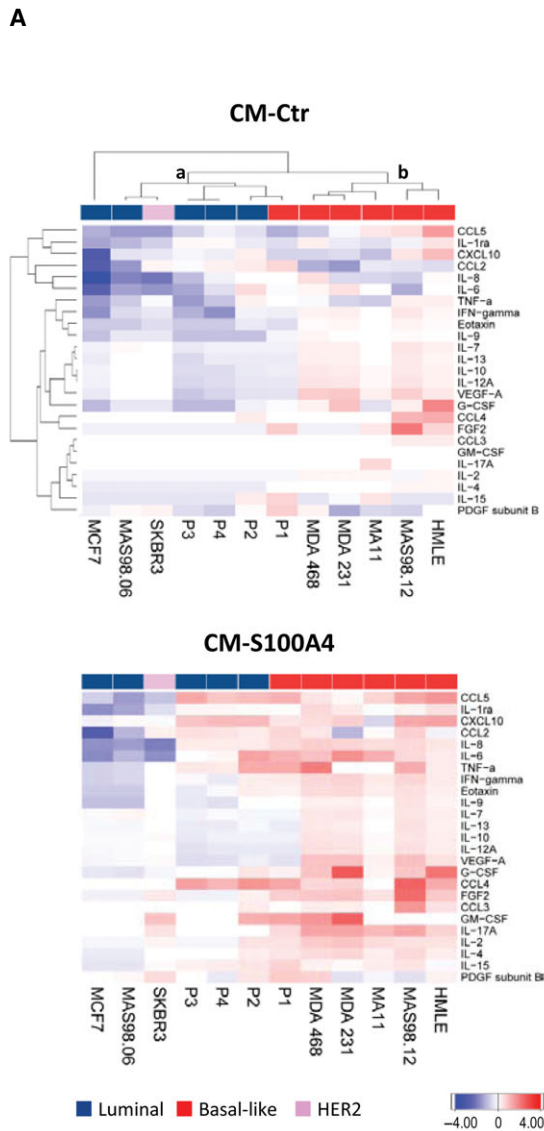 A
CM-Ctr
a
b
CCL5
IL-1ra
CXCL10
CCL2
IL-8
IL-6
TNF-a
IFN-gamma
Eotaxin
IL-9
IL-7
IL-13
IL-10
IL-12A
VEGF-A
G-CSF
CCL4
FGF2
CCL3
GM-CSF
IL-17A
IL-2
IL-4
IL-15
PDGF subunit B
MCF7
MAS98.06
SKBR3
P3
P4
P2
P1
MDA 468
MDA 231
MA11
MAS98.12
HMLE
CM-S100A4
CCL5
IL-1ra
CXCL10
CCL2
IL-8
IL-6
TNF-a
IFN-gamma
Eotaxin
IL-9
IL-7
IL-13
IL-10
IL-12A
VEGF-A
G-CSF
CCL4
FGF2
CCL3
GM-CSF
IL-17A
IL-2
IL-4
IL-15
PDGF subunit B
MCF7
MAS98.06
SKBR3
P3
P4
P2
P1
MDA 468
MDA 231
MA11
MAS98.12
HMLE
Luminal Basal-like HER2
-4.00 0 4.00